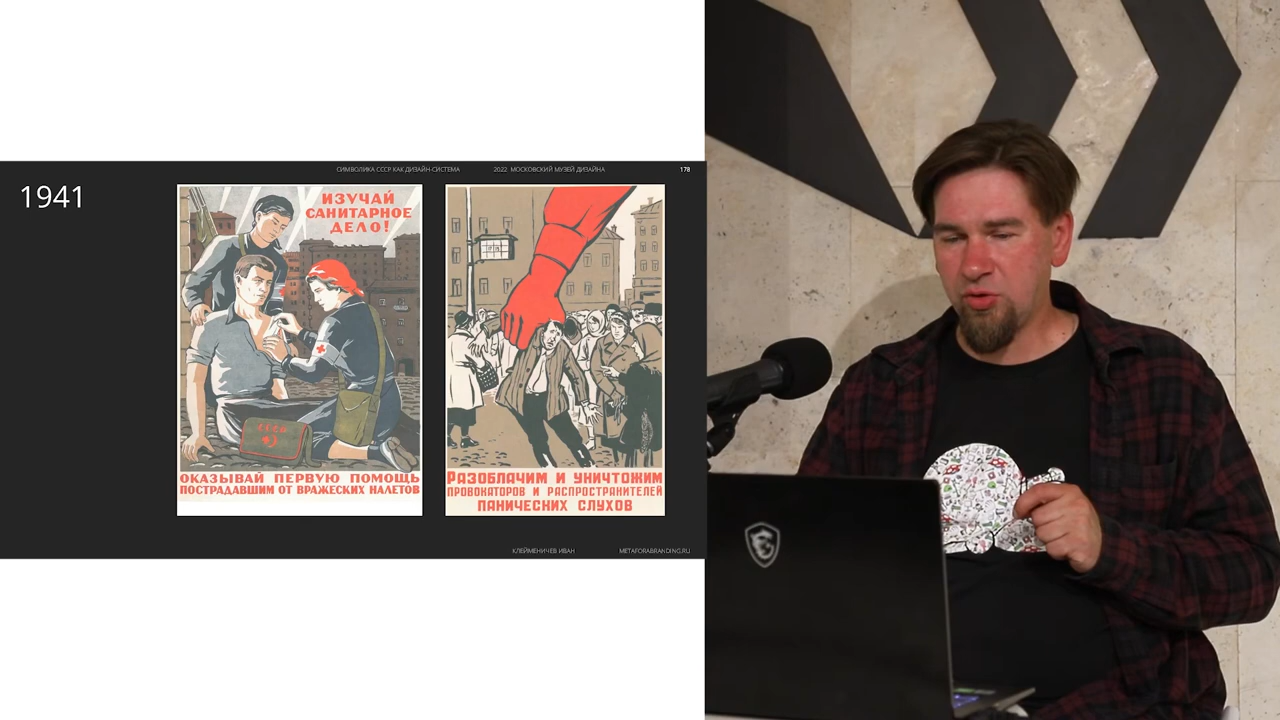 СИМВОЛИКА СССР КАК ДИЗАЙН-СИСТЕМА
2022 МОСКОВСКИЙ МУЗЕЙ ДИЗАЙНА
178
1941
ИЗУЧАЙ
САНИТАРНОЕ
ДЕЛО!
ОКАЗЫВАЙ ПЕРВУЮ ПОМОЩЬ
ПОСТРАДАВШИМ ОТ ВРАЖЕСКИХ НАЛЕТОВ
РАЗОБЛАЧИМ И УНИЧТОЖИМ
ПРОВОКАТОРОВ И РАСПРОСТРАНИТЕЛЕЙ
ПАНИЧЕСКИХ СЛУХОВ
КЛЕЙМЕНИЧЕВ ИВАН
METAFORABRANDING.RU